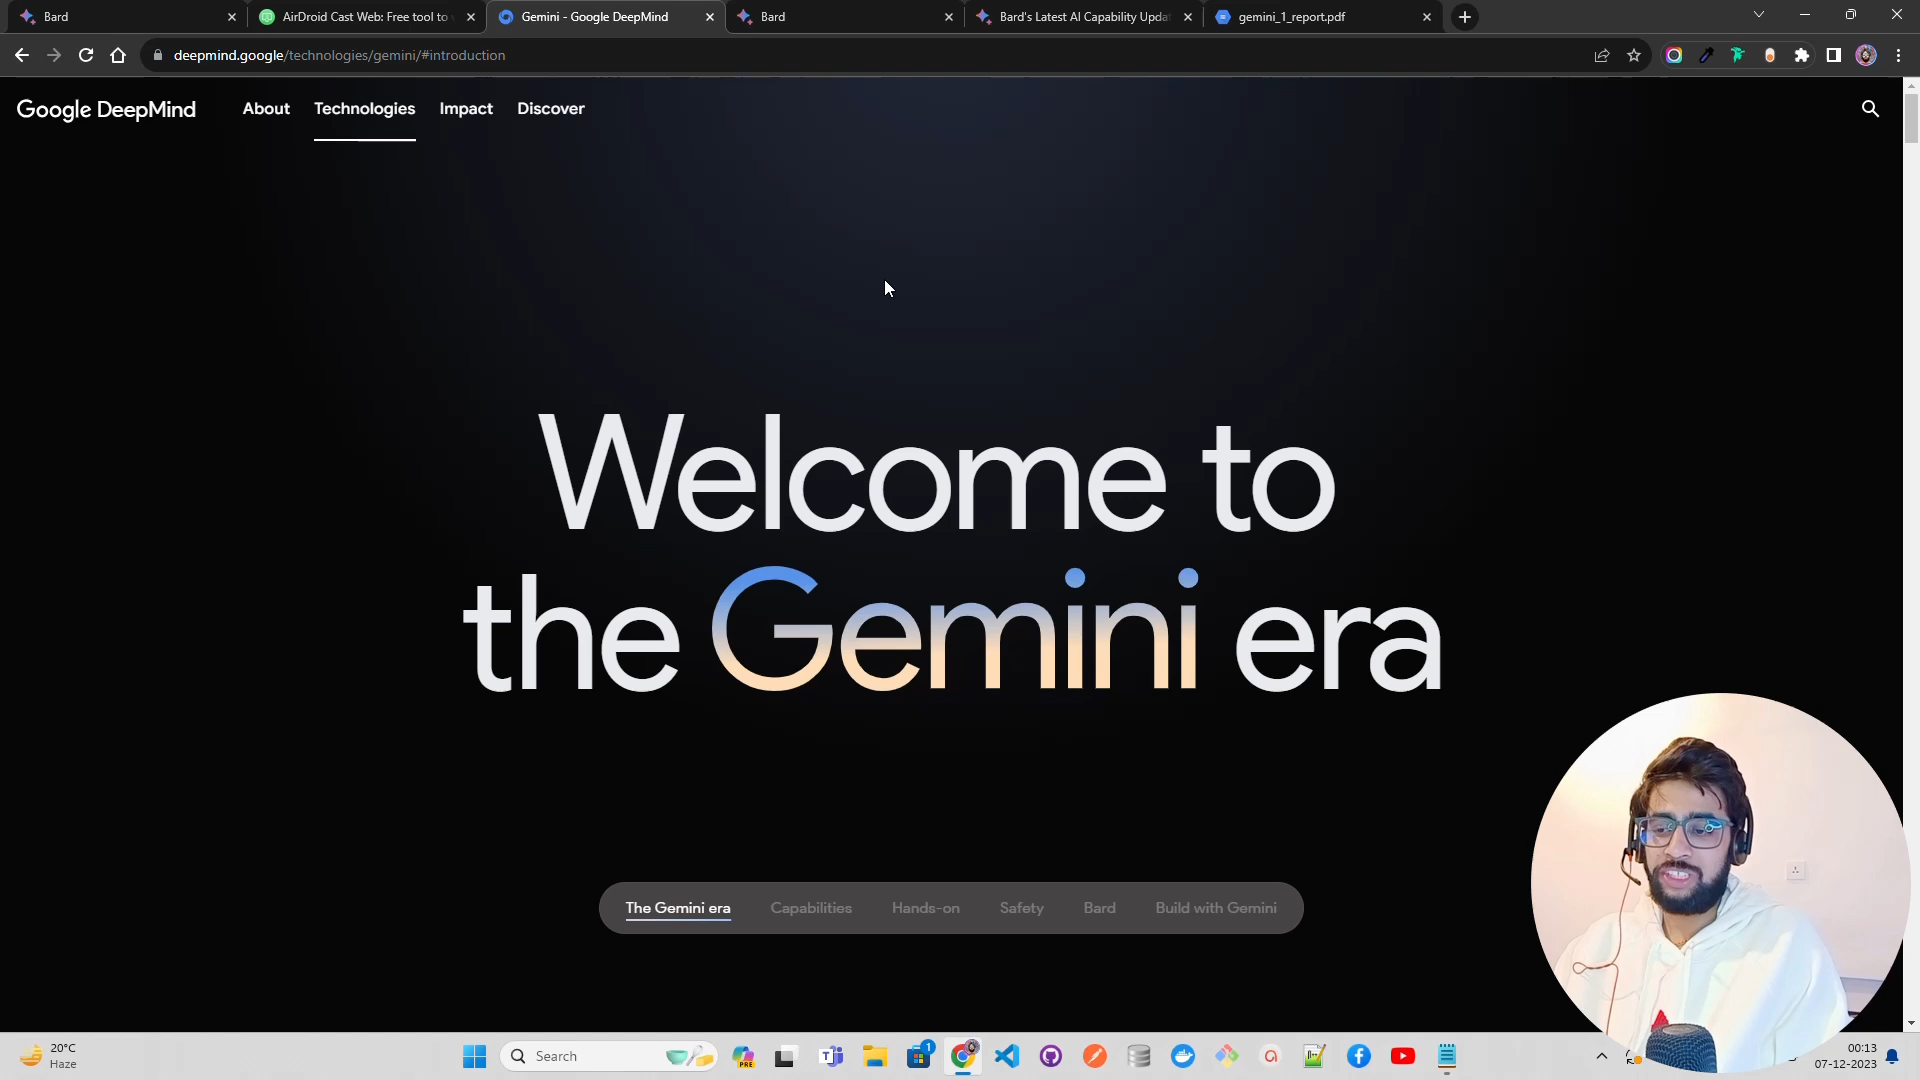 Bard
AirDroid Cast Web: Free tool to
Gemini - Google DeepMind
Bard
Bard's Latest AI Capability Upda
gemini_1_report.pdf
deepmind.google/technologies/gemini/#introduction
Google DeepMind
About
Technologies
Impact
Discover
Welcome to
the Gemini era
The Gemini era
Capabilities
Hands-on
Safety
Bard
Build with Gemini
20°C
Haze
Search
PRE
1
00:13
07-12-2023